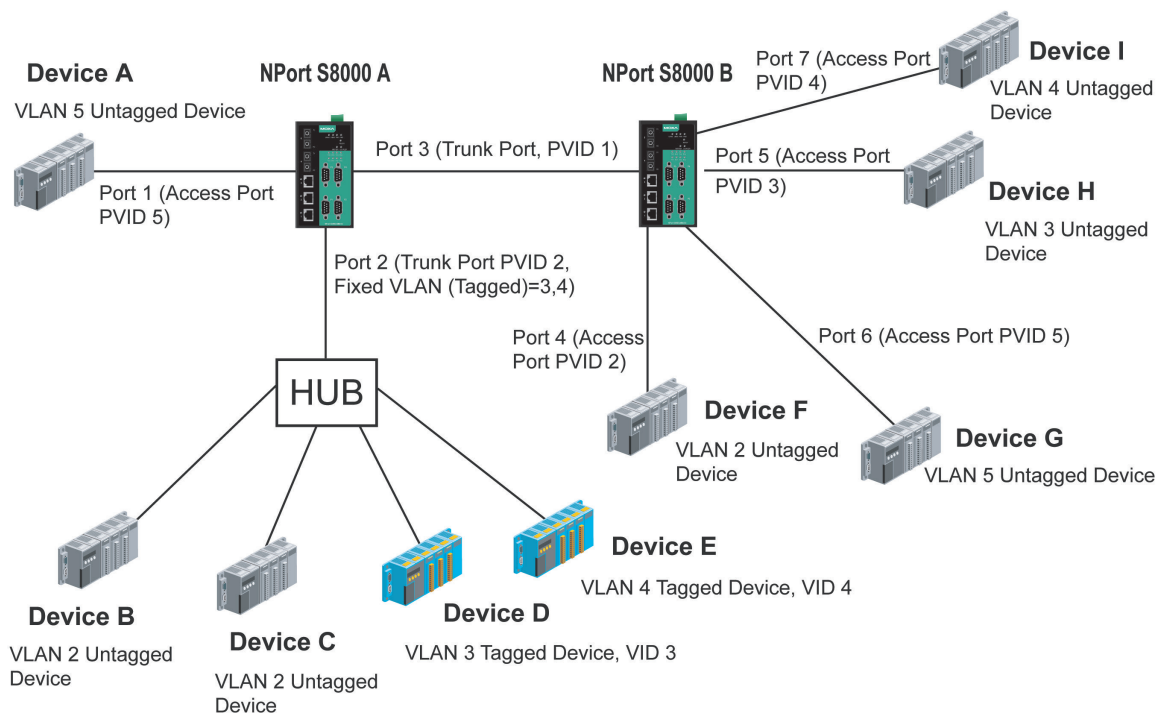 Device A
VLAN 5 Untagged Device
NPort S8000 A
NPort S8000 B
Port 7 (Access Port
PVID 4)
Device I
VLAN 4 Untagged
Device
Port 1 (Access Port
PVID 5)
Port 3 (Trunk Port, PVID 1)
Port 5 (Access Port
PVID 3)
Device H
VLAN 3 Untagged
Device
Port 2 (Trunk Port PVID 2,
Fixed VLAN (Tagged)=3,4)
Port 4 (Access
Port PVID 2)
Port 6 (Access Port PVID 5)
HUB
Device F
VLAN 2 Untagged
Device
Device G
VLAN 5 Untagged Device
Device B
VLAN 2 Untagged
Device
Device C
VLAN 2 Untagged
Device
Device D
VLAN 3 Tagged Device, VID 3
Device E
VLAN 4 Tagged Device, VID 4